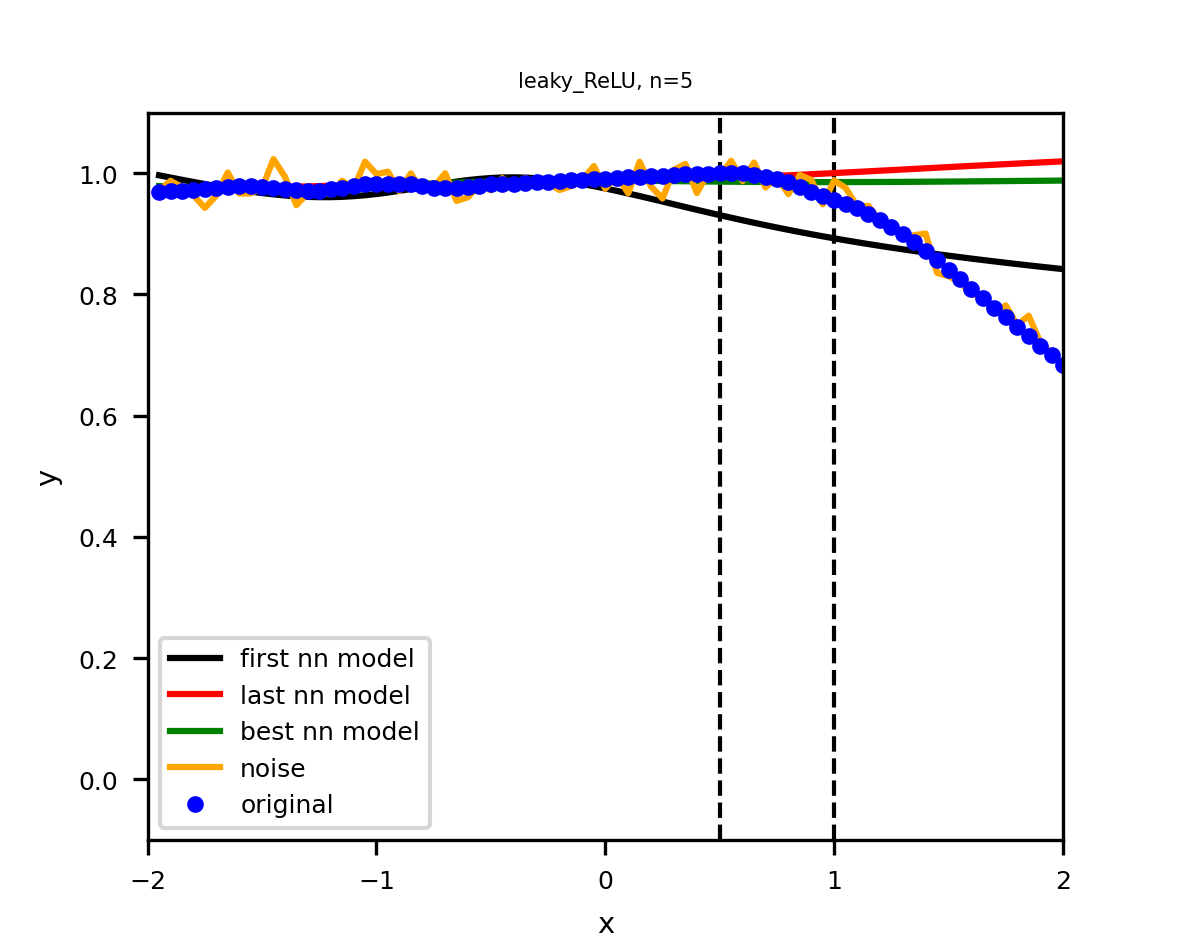 leaky_ReLU, n=5
1.0
0.8
0.6
0.4
0.2
0.0
y
first nn model
last nn model
best nn model
noise
original
−2
−1
0
1
2
x